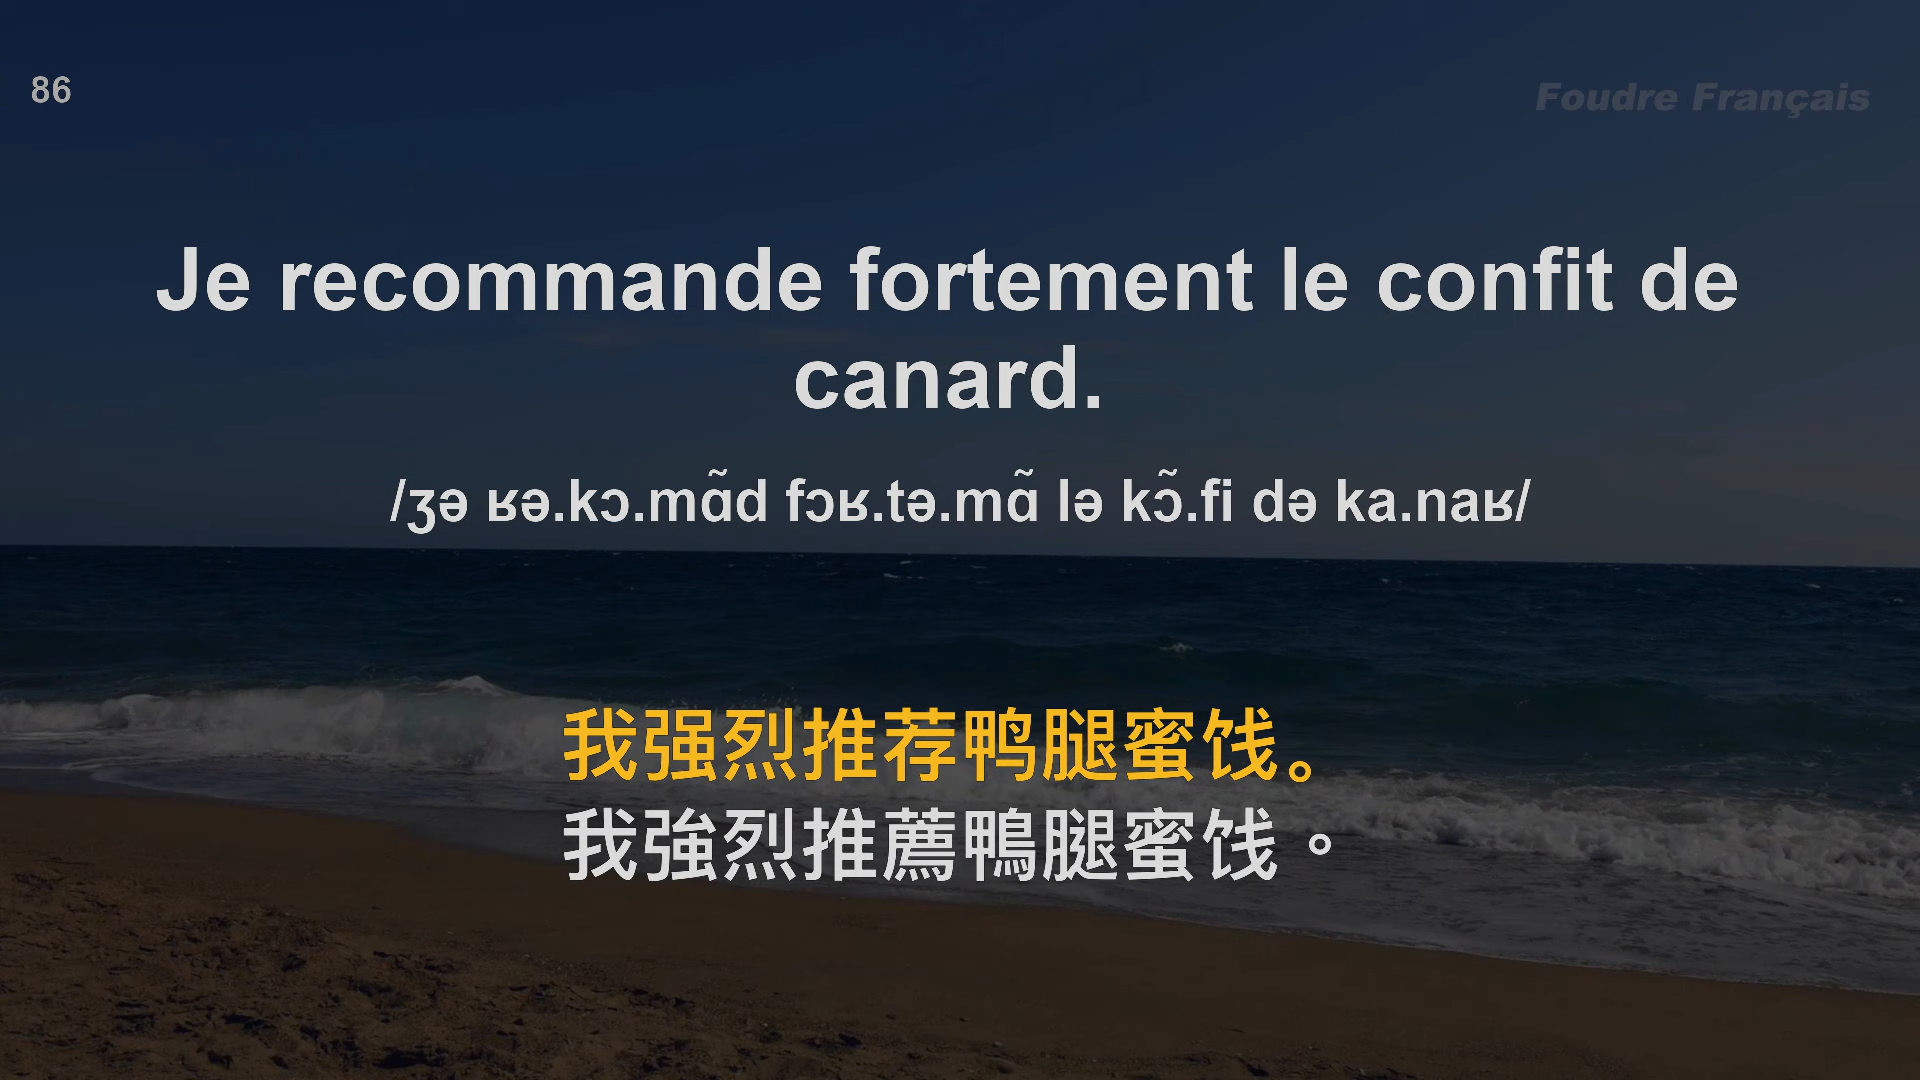 86
Foudre Français
Je recommande fortement le confit de
canard.
/ʒə ʁə.kɔ.mɑ̃d fɔʁ.tə.mɑ̃ lə kɔ̃.fi də ka.naʁ/
我强烈推荐鸭腿蜜饯。
我強烈推薦鴨腿蜜饯。